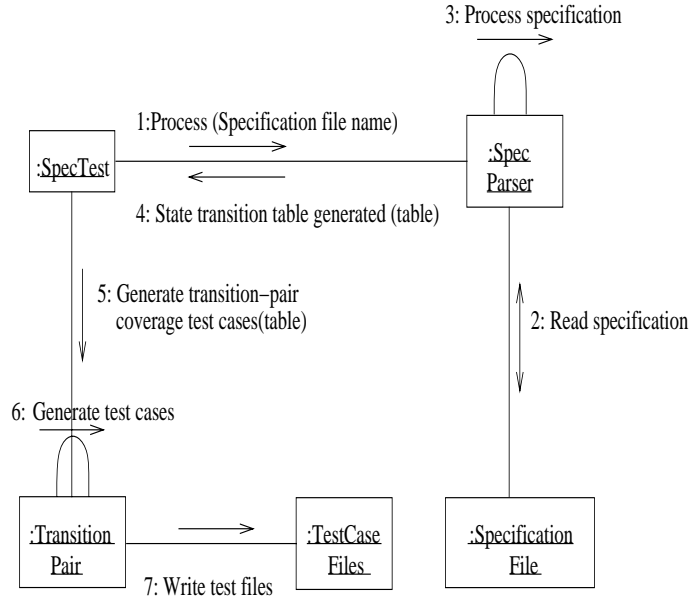 3: Process specification
1:Process (Specification file name)
:SpecTest
:Spec
Parser
4: State transition table generated (table)
5: Generate transition−pair
coverage test cases(table)
2: Read specification
6: Generate test cases
:Transition
Pair
:TestCase
Files
:Specification
File
7: Write test files